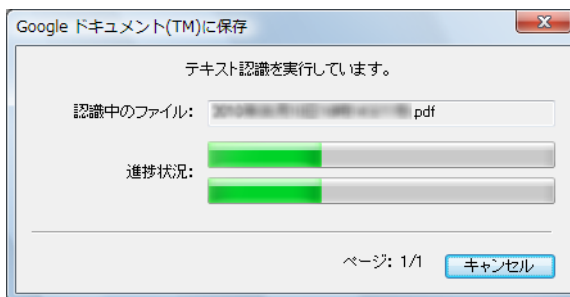 Google ドキュメント(TM)に保存
テキスト認識を実行しています。
認識中のファイル: .pdf
進捗状況:
ページ: 1/1 キャンセル